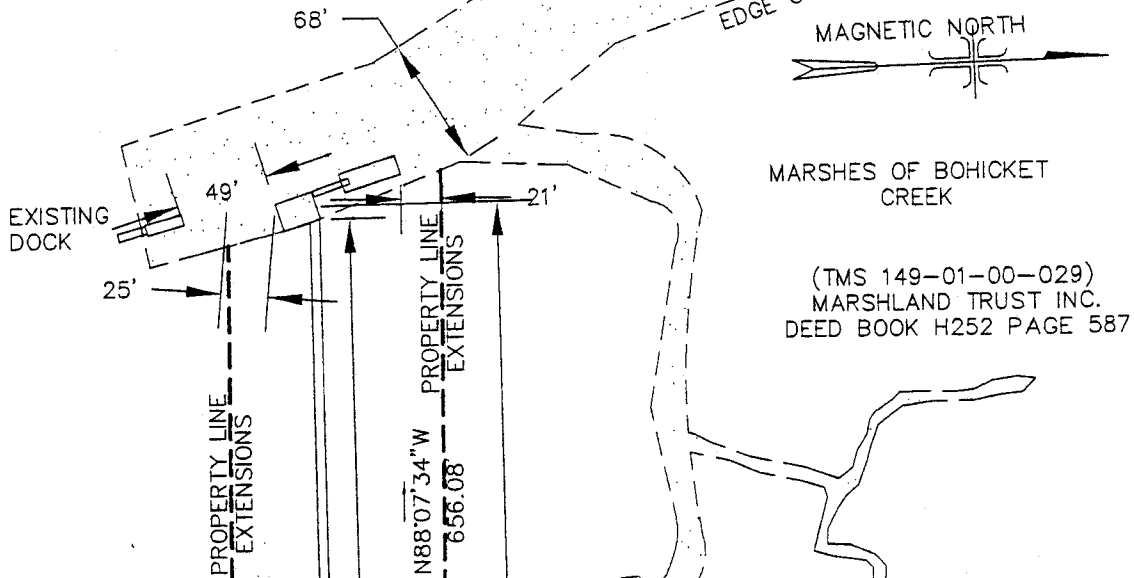 68'
EDGE
MAGNETIC NORTH
MARSHES OF BOHICKET
CREEK
49'
21'
EXISTING
DOCK
25'
(TMS 149-01-00-029)
MARSHLAND TRUST INC.
DEED BOOK H252 PAGE 587
PROPERTY LINE
EXTENSIONS
PROPERTY LINE
EXTENSIONS
N88°07'34"W
656.08